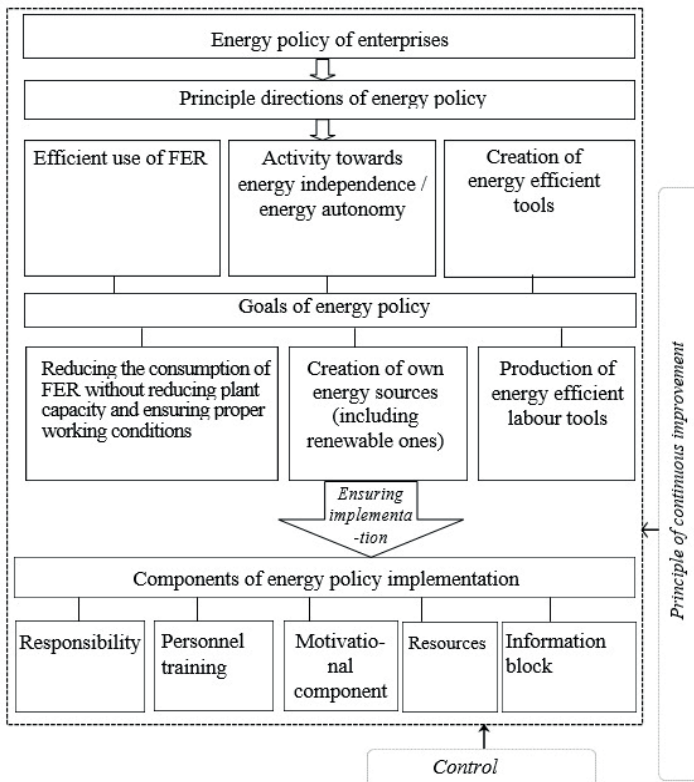 Energy policy of enterprises
Principle directions of energy policy
Efficient use of FER
Activity towards
energy independence /
energy autonomy
Creation of
energy efficient
tools
Goals of energy policy
Reducing the consumption of
FER without reducing plant
capacity and ensuring proper
working conditions
Creation of own
energy sources
(including
renewable ones)
Production of
energy efficient
labour tools
Ensuring
implementa
-tion
Components of energy policy implementation
Responsibility
Personnel
training
Motivatio-
nal
component
Resources
Information
block
Principle of continuous improvement
Control